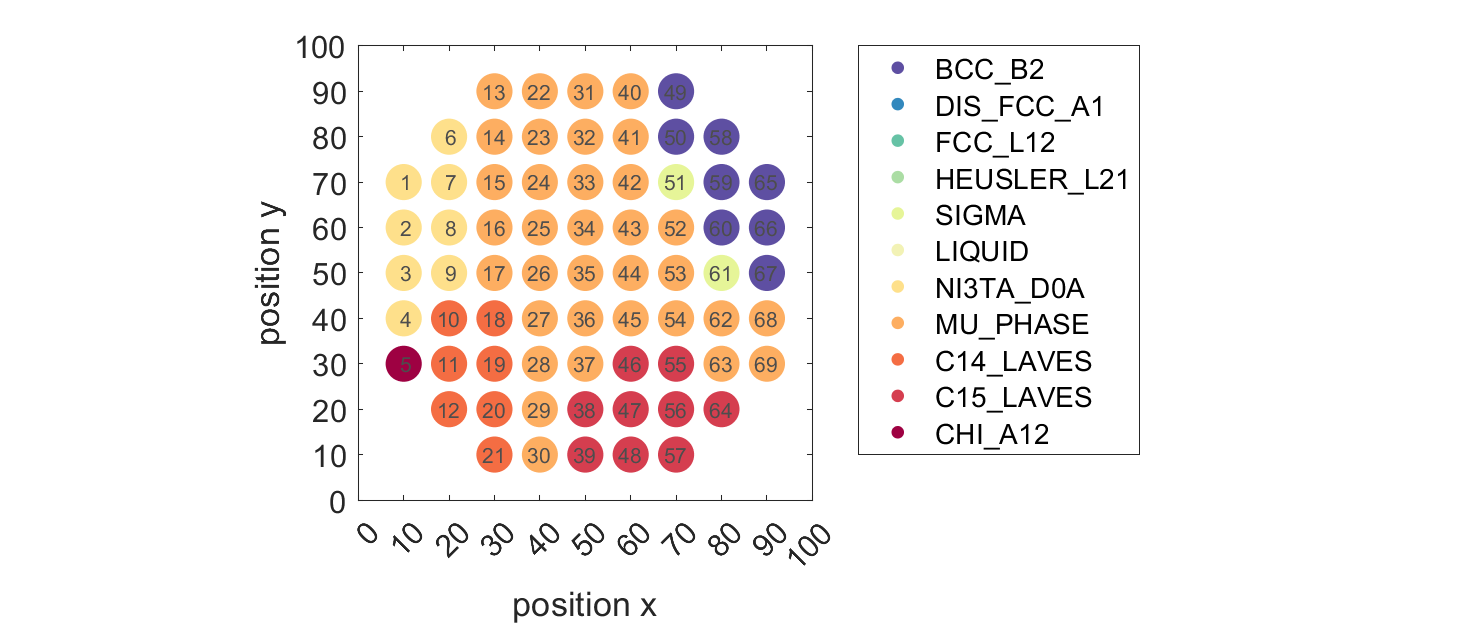 100
90
80
70
60
50
40
30
20
10
0
position y
13 22 31 40 49
6 14 23 32 41 50 58
1 7 15 24 33 42 51 59 65
2 8 16 25 34 43 52 60 66
3 9 17 26 35 44 53 61 67
4 10 18 27 36 45 54 62 68
5 11 19 28 37 46 55 63 69
12 20 29 38 47 56 64
21 30 39 48 57
0 10 20 30 40 50 60 70 80 90 100
position x
BCC_B2
DIS_FCC_A1
FCC_L12
HEUSLER_L21
SIGMA
LIQUID
NI3TA_D0A
MU_PHASE
C14_LAVES
C15_LAVES
CHI_A12